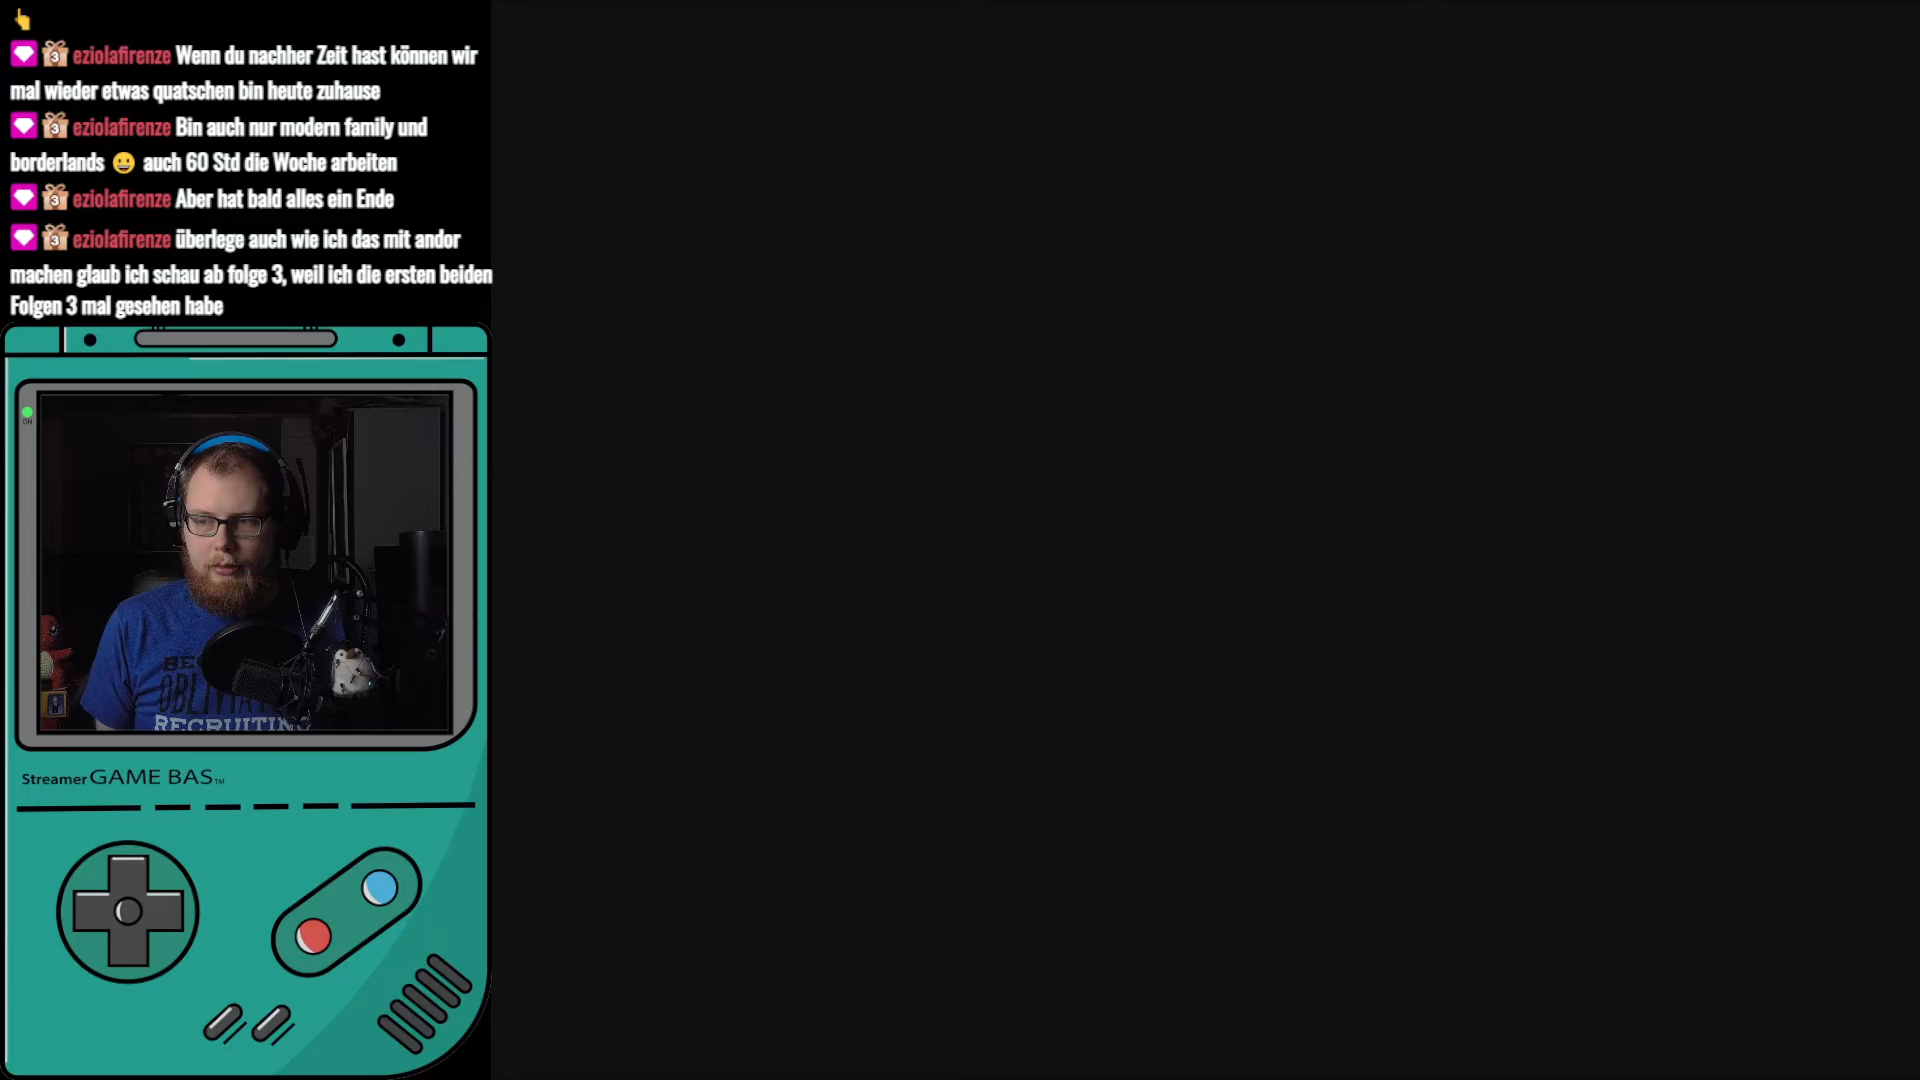 eziolafirenze Wenn du nachher Zeit hast können wir
mal wieder etwas quatschen bin heute zuhause
eziolafirenze Bin auch nur modern family und
borderlands 😀 auch 60 Std die Woche arbeiten
eziolafirenze Aber hat bald alles ein Ende
eziolafirenze überlege auch wie ich das mit andor
machen glaub ich schau ab folge 3, weil ich die ersten beiden
Folgen 3 mal gesehen habe
ON
RECRUITING
Streamer GAME BAS™